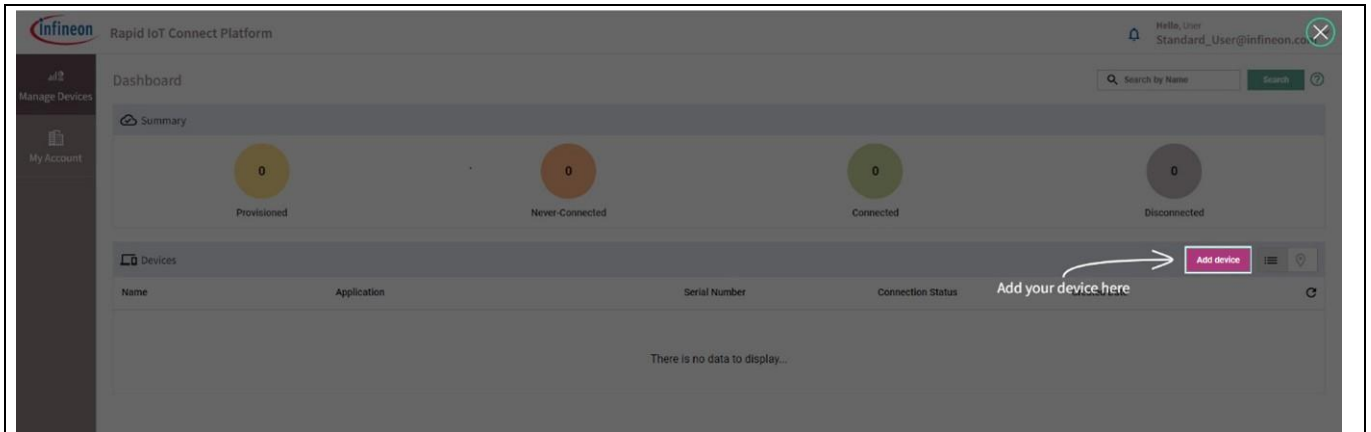 infineon
Rapid IoT Connect Platform
Hello, User
Standard_User@infineon.com
Manage Devices
Dashboard
Search by Name
Search
Summary
My Account
0
0
0
0
Provisioned
Never-Connected
Connected
Disconnected
Devices
Add device
Add your device here
Name
Application
Serial Number
Connection Status
There is no data to display...